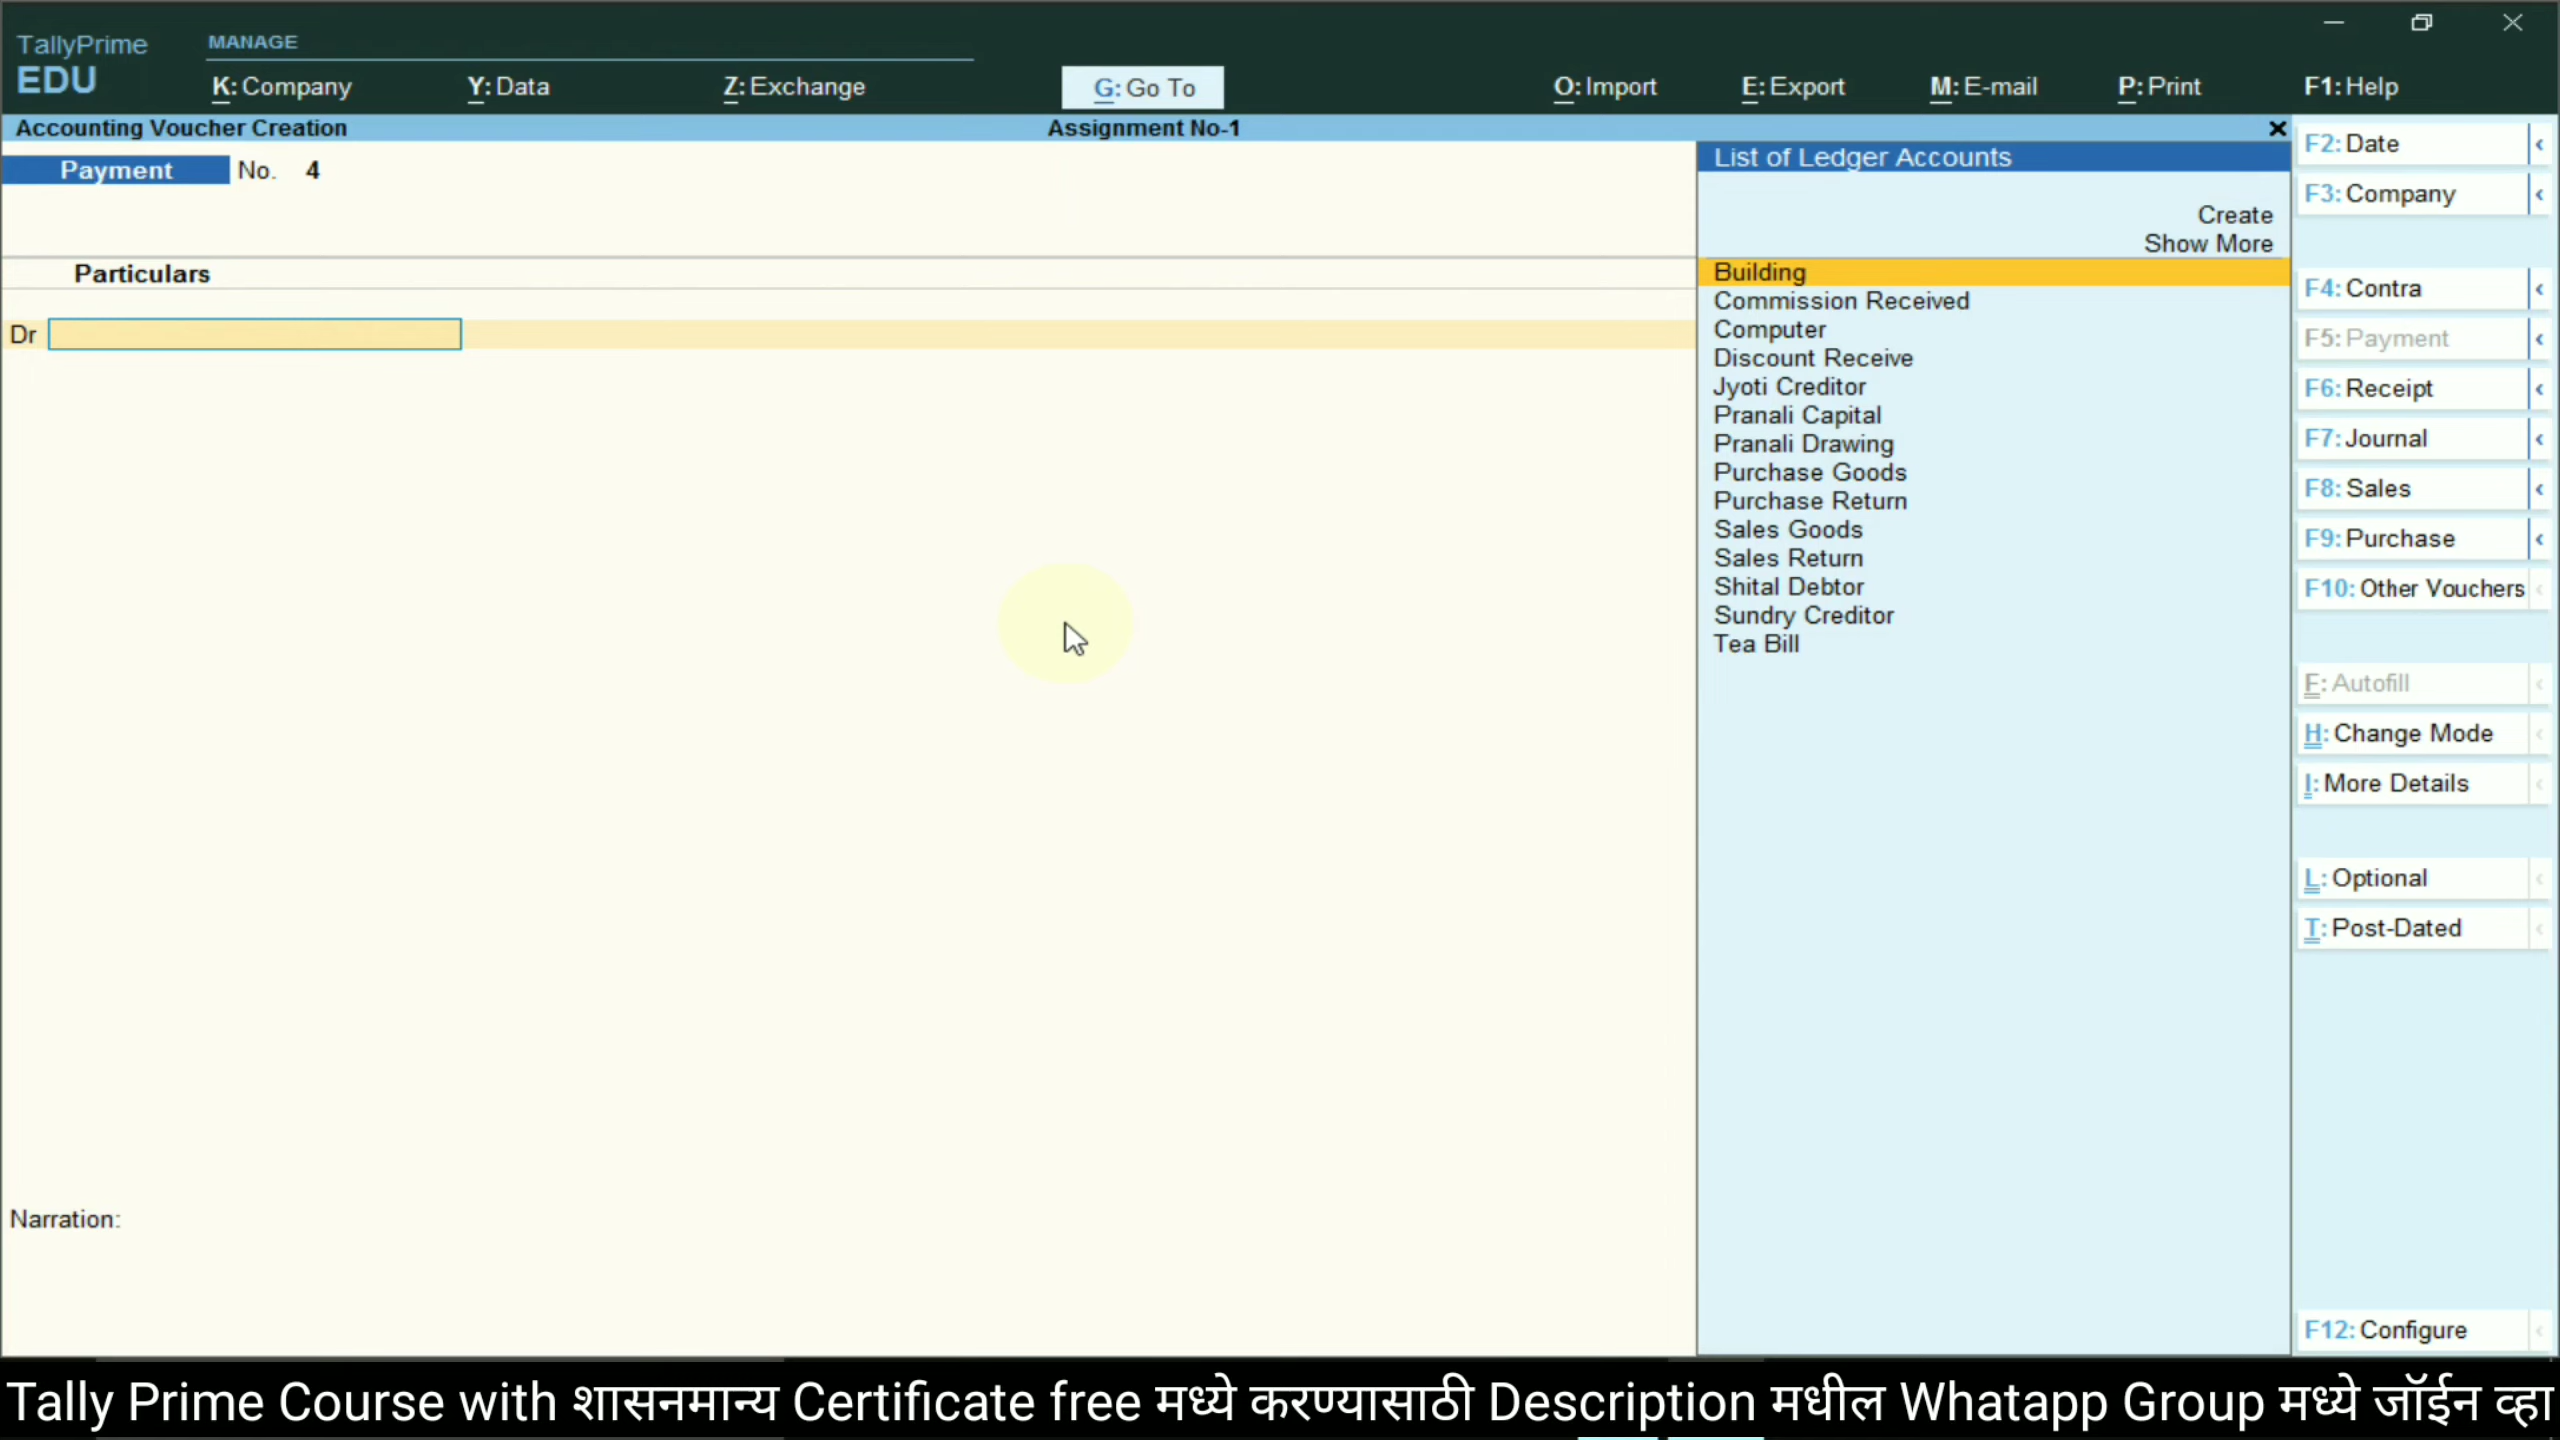 TallyPrime
EDU
MANAGE
K: Company
Y: Data
Z: Exchange
G: Go To
O: Import
E: Export
M: E-mail
P: Print
F1: Help
Accounting Voucher Creation
Assignment No-1
Payment No. 4
Particulars
Dr
Narration:
List of Ledger Accounts
Create
Show More
Building
Commission Received
Computer
Discount Receive
Jyoti Creditor
Pranali Capital
Pranali Drawing
Purchase Goods
Purchase Return
Sales Goods
Sales Return
Shital Debtor
Sundry Creditor
Tea Bill
F2: Date
F3: Company
F4: Contra
F5: Payment
F6: Receipt
F7: Journal
F8: Sales
F9: Purchase
F10: Other Vouchers
F: Autofill
H: Change Mode
I: More Details
L: Optional
T: Post-Dated
F12: Configure
Tally Prime Course with शासनमान्य Certificate free मध्ये करण्यासाठी Description मधील Whatapp Group मध्ये जॉईन व्हा